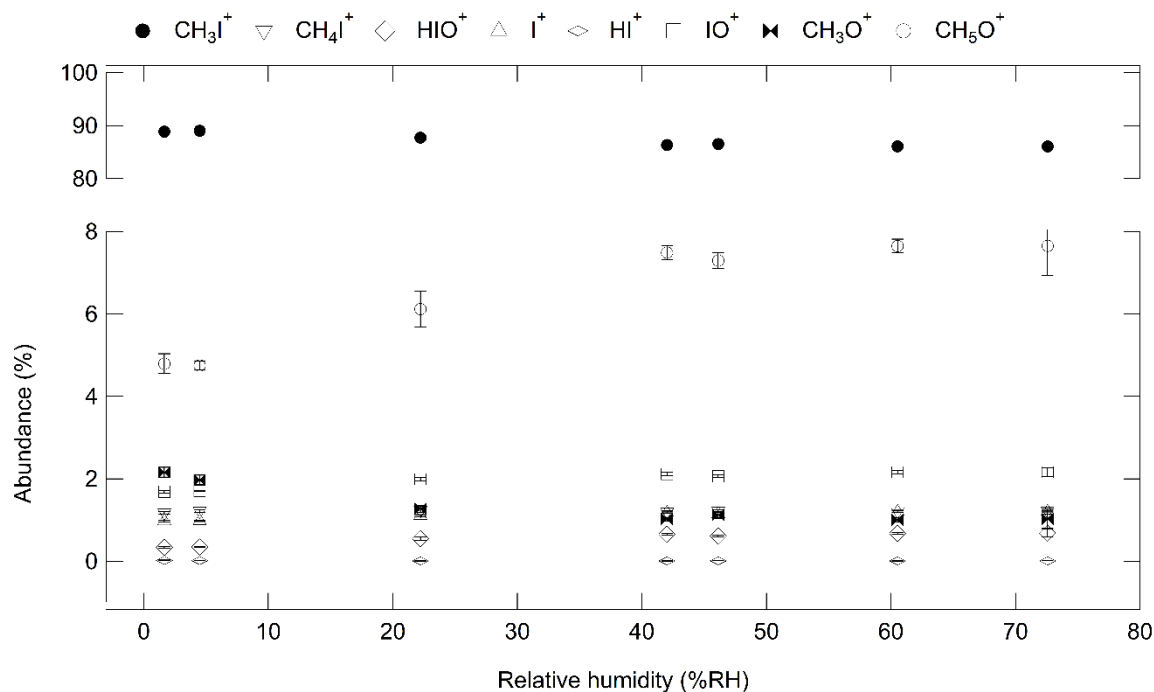 CH₃I⁺ CH₄I⁺ HIO⁺ I⁺ HI⁺ IO⁺ CH₃O⁺ CH₅O⁺
100
90
80
8
6
4
2
0
Abundance (%)
0 10 20 30 40 50 60 70 80
Relative humidity (%RH)